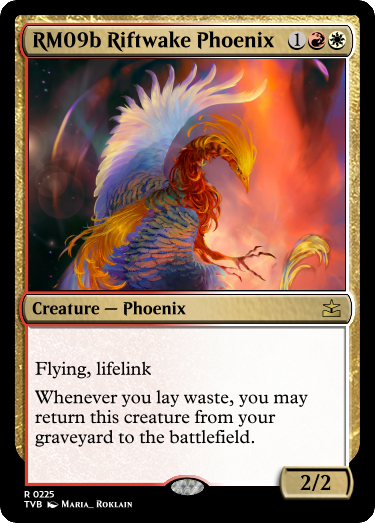 RM09b Riftwake Phoenix 1
Creature — Phoenix
Flying, lifelink
Whenever you lay waste, you may
return this creature from your
graveyard to the battlefield.
2/2
R 0225
TVB Maria_ Roklain